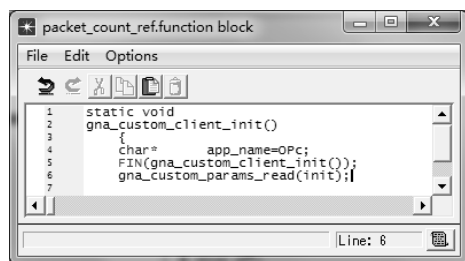 packet_count_ref.function block
File Edit Options
1 static void
2 gna_custom_client_init()
3 {
4 char* app_name=OPc;
5 FIN(gna_custom_client_init());
6 gna_custom_params_read(init);
7
Line: 6